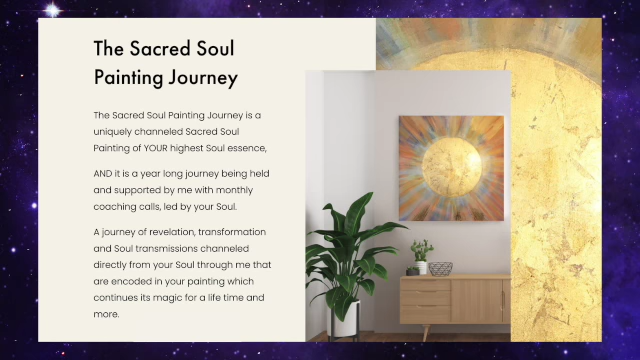 The Sacred Soul
Painting Journey
The Sacred Soul Painting Journey is a
uniquely channeled Sacred Soul
Painting of YOUR highest Soul essence,
AND it is a year long journey being held
and supported by me with monthly
coaching calls, led by your Soul.
A journey of revelation, transformation
and Soul transmissions channeled
directly from your Soul through me that
are encoded in your painting which
continues its magic for a life time and
more.